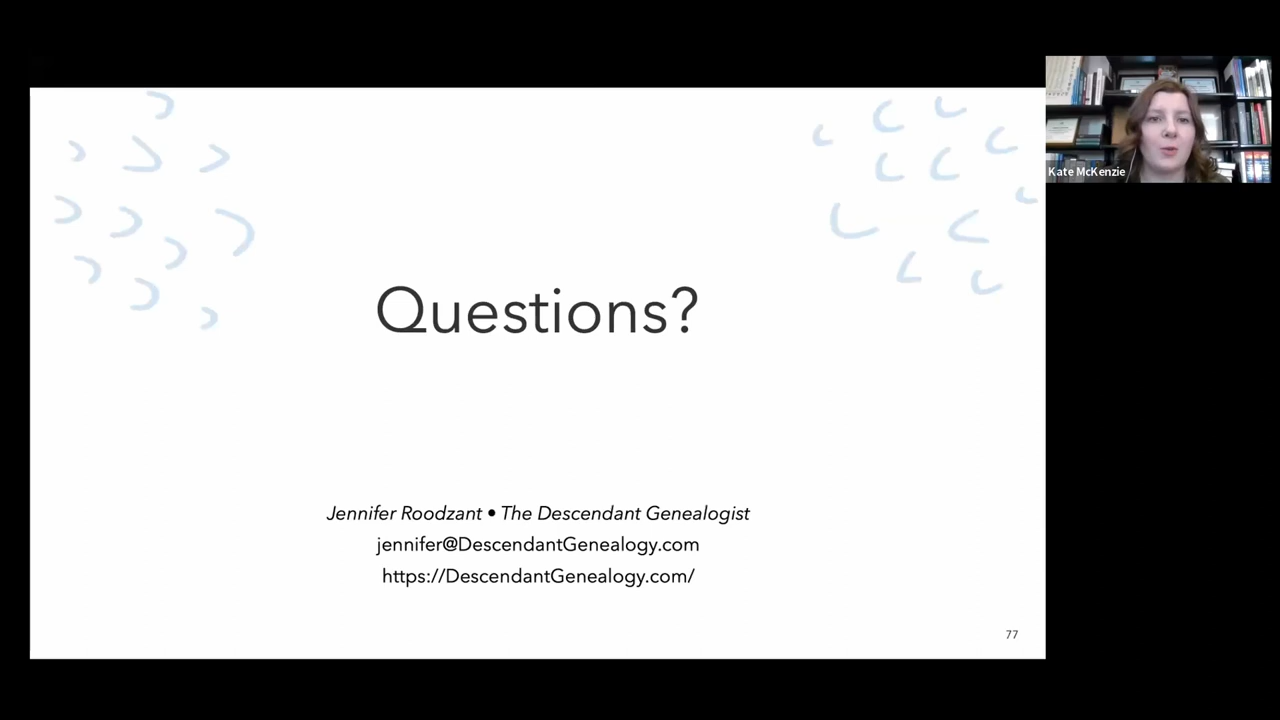 Kate McKenzie
Questions?
Jennifer Roodzant • The Descendant Genealogist
jennifer@DescendantGenealogy.com
https://DescendantGenealogy.com/
77